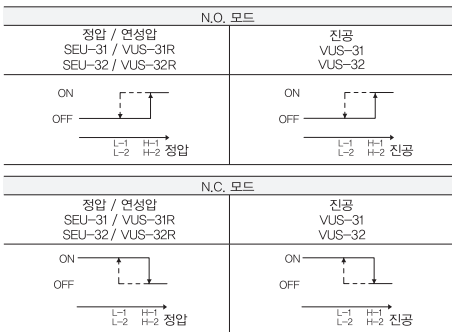 N.O. 모드
정압 / 연성압
SEU-31 / VUS-31R
SEU-32 / VUS-32R
진공
VUS-31
VUS-32
ON
OFF
L-1 H-1
L-2 H-2 정압
ON
OFF
L-1 H-1
L-2 H-2 진공
N.C. 모드
정압 / 연성압
SEU-31 / VUS-31R
SEU-32 / VUS-32R
진공
VUS-31
VUS-32
ON
OFF
L-1 H-1
L-2 H-2 정압
ON
OFF
L-1 H-1
L-2 H-2 진공